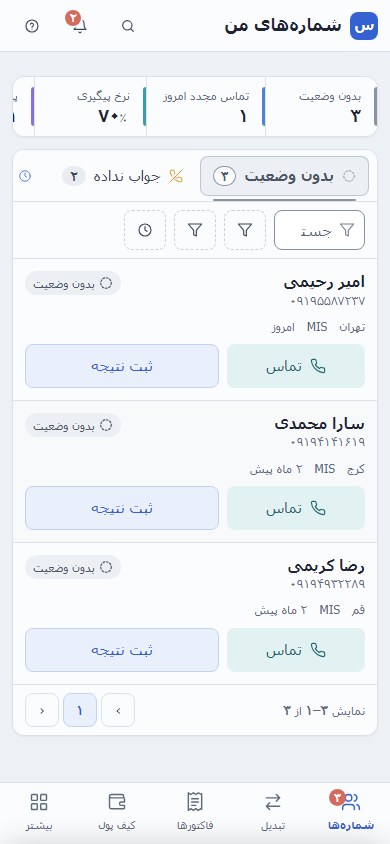 س شماره‌های من ۲
بدون وضعیت تماس مجدد امروز نرخ پیگیری
۳ ۱ ۷۰٪
بدون وضعیت ۳ جواب نداده ۲
جستـ
امیر رحیمی بدون وضعیت
۰۹۱۹۵۵۸۷۲۳۷
تهران MIS امروز
تماس ثبت نتیجه
سارا محمدی بدون وضعیت
۰۹۱۹۴۱۴۱۶۱۹
کرج MIS ۲ ماه پیش
تماس ثبت نتیجه
رضا کریمی بدون وضعیت
۰۹۱۹۴۹۳۲۲۸۹
قم MIS ۲ ماه پیش
تماس ثبت نتیجه
نمایش ۱–۳ از ۳ ‹ ۱ ›
۳
شماره‌ها تبدیل فاکتورها کیف پول بیشتر